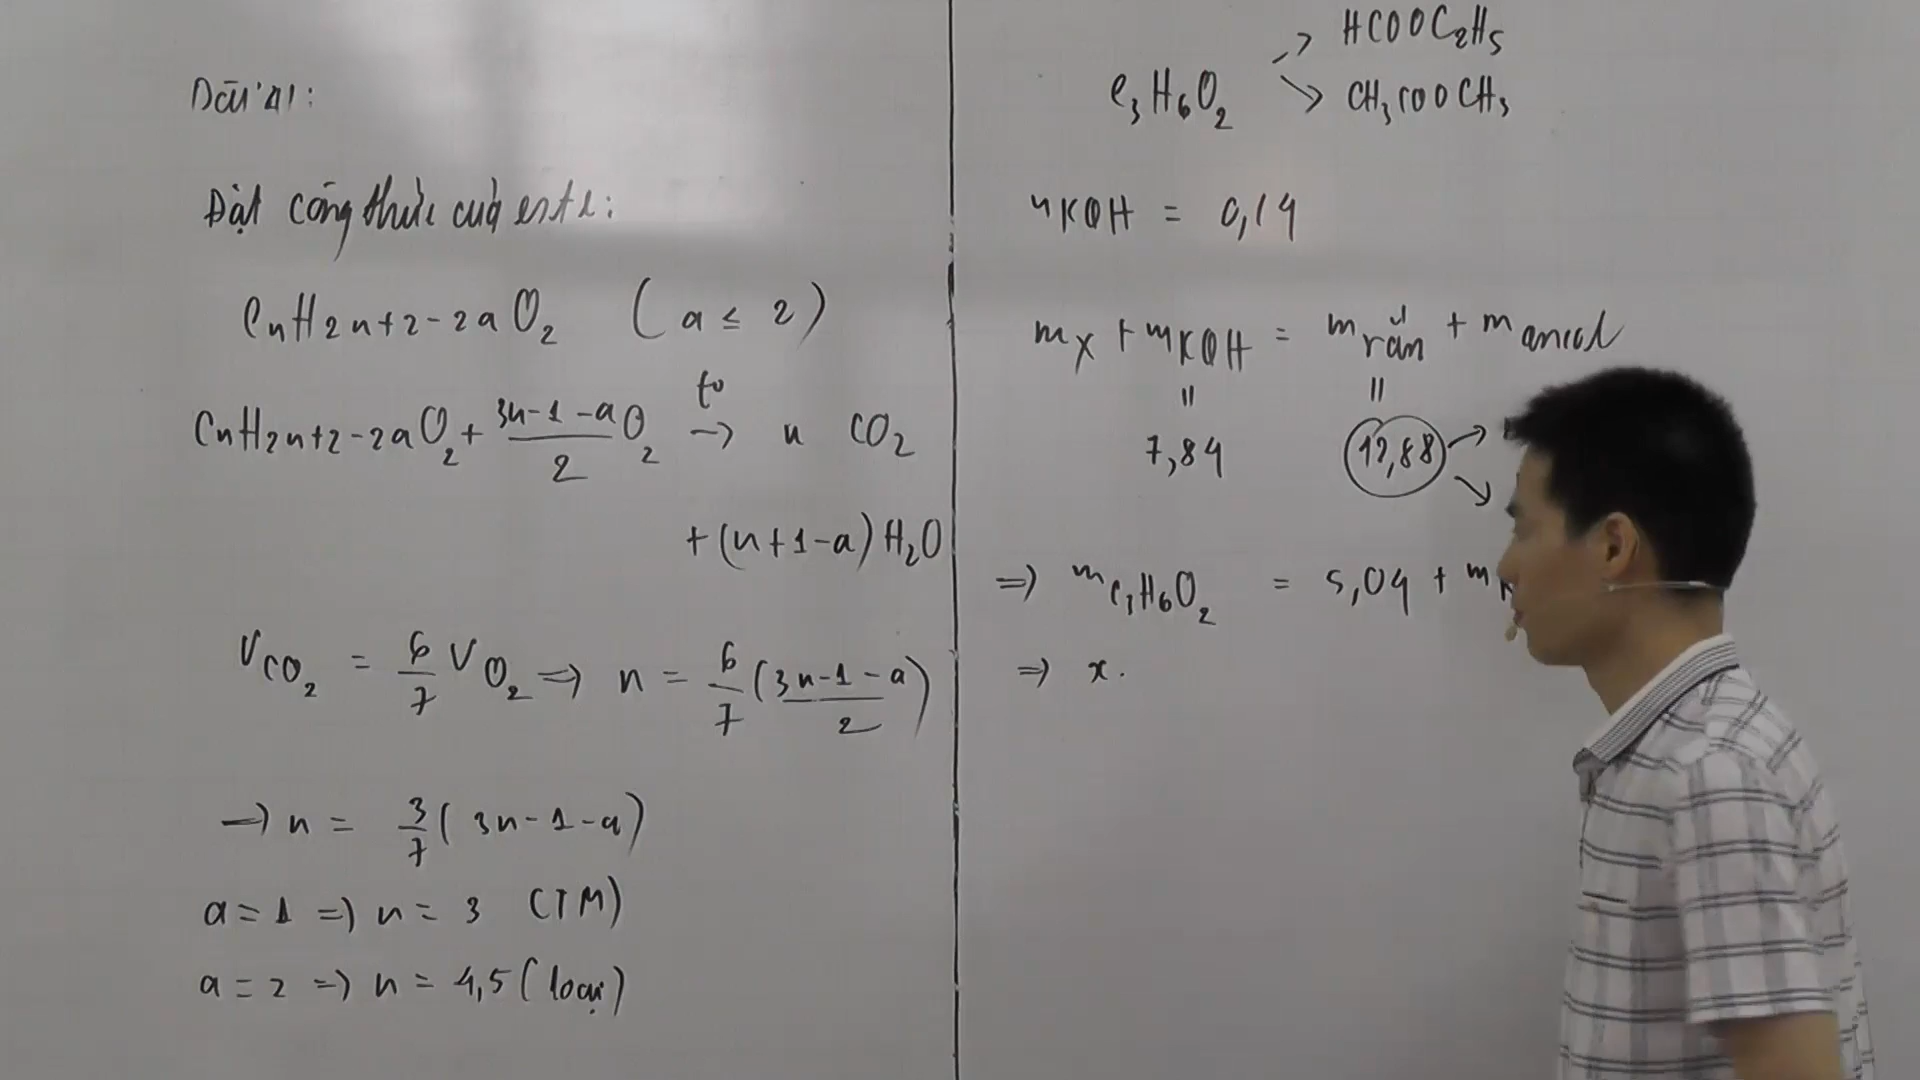 Bài 41:
Đặt công thức của este:
CnH2n+2-2aO2 (a ≤ 2)
CnH2n+2-2aO2 + (3n-1-a)/2 O2 t° → n CO2
+ (n+1-a) H2O
VCO2 = 6/7 VO2 => n = 6/7 (3n-1-a)/2
→ n = 3/7 (3n-1-a)
a = 1 => n = 3 (TM)
a = 2 => n = 4,5 (loại)
HCOOC2H5
C3H6O2
CH3COOCH3
nKOH = 0,14
mX + mKOH = mrắn + mancol
7,84 12,88
=> mC3H6O2 = 5,04 + m
=> x.